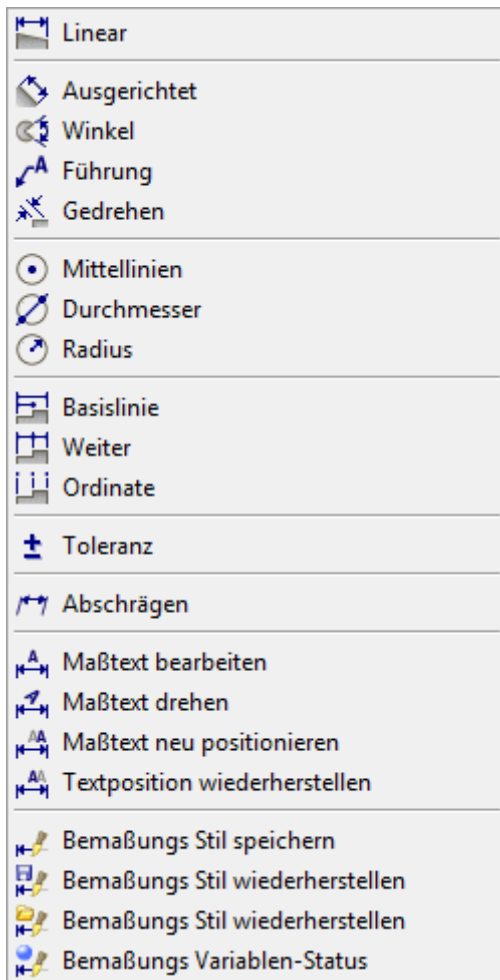 Linear
Ausgerichtet
Winkel
Führung
Gedrehen
Mittellinien
Durchmesser
Radius
Basislinie
Weiter
Ordinate
Toleranz
Abschrägen
Maßtext bearbeiten
Maßtext drehen
Maßtext neu positionieren
Textposition wiederherstellen
Bemaßungs Stil speichern
Bemaßungs Stil wiederherstellen
Bemaßungs Stil wiederherstellen
Bemaßungs Variablen-Status